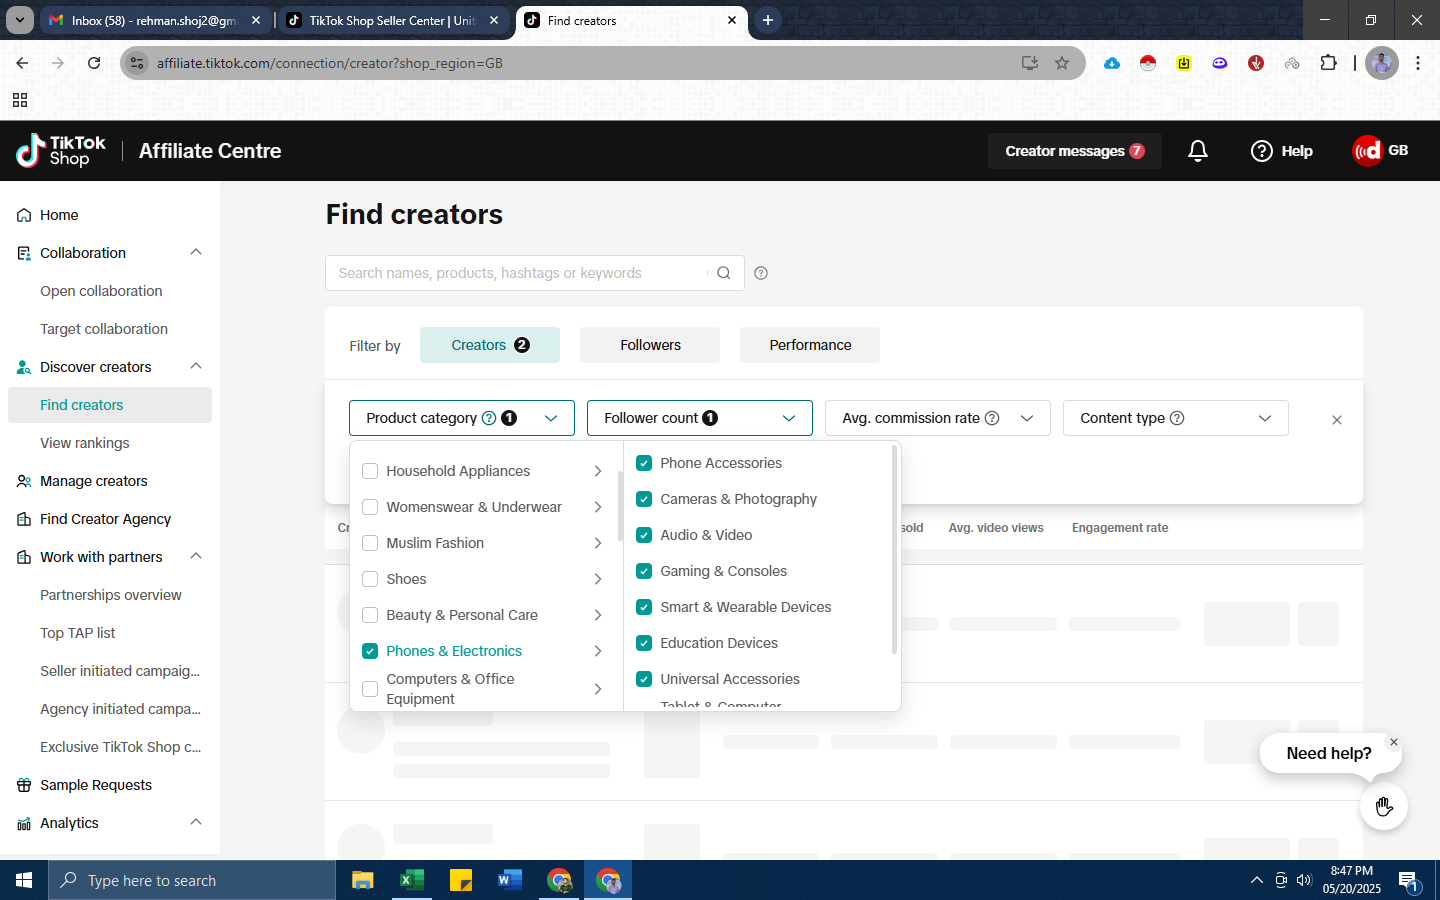 Inbox (58) - rehman.shoj2@gm
TikTok Shop Seller Center | Unit
Find creators
affiliate.tiktok.com/connection/creator?shop_region=GB
TikTok Shop
Affiliate Centre
Creator messages 7
Help
GB
Home
Collaboration
Open collaboration
Target collaboration
Discover creators
Find creators
View rankings
Manage creators
Find Creator Agency
Work with partners
Partnerships overview
Top TAP list
Seller initiated campaig...
Agency initiated campa...
Exclusive TikTok Shop c...
Sample Requests
Analytics
Find creators
Search names, products, hashtags or keywords
Filter by
Creators 2
Followers
Performance
Product category 1
Follower count 1
Avg. commission rate
Content type
Household Appliances
Womenswear & Underwear
Muslim Fashion
Shoes
Beauty & Personal Care
Phones & Electronics
Computers & Office
Equipment
Phone Accessories
Cameras & Photography
Audio & Video
Gaming & Consoles
Smart & Wearable Devices
Education Devices
Universal Accessories
Tablet & Computer
sold
Avg. video views
Engagement rate
Need help?
Type here to search
8:47 PM
05/20/2025
1